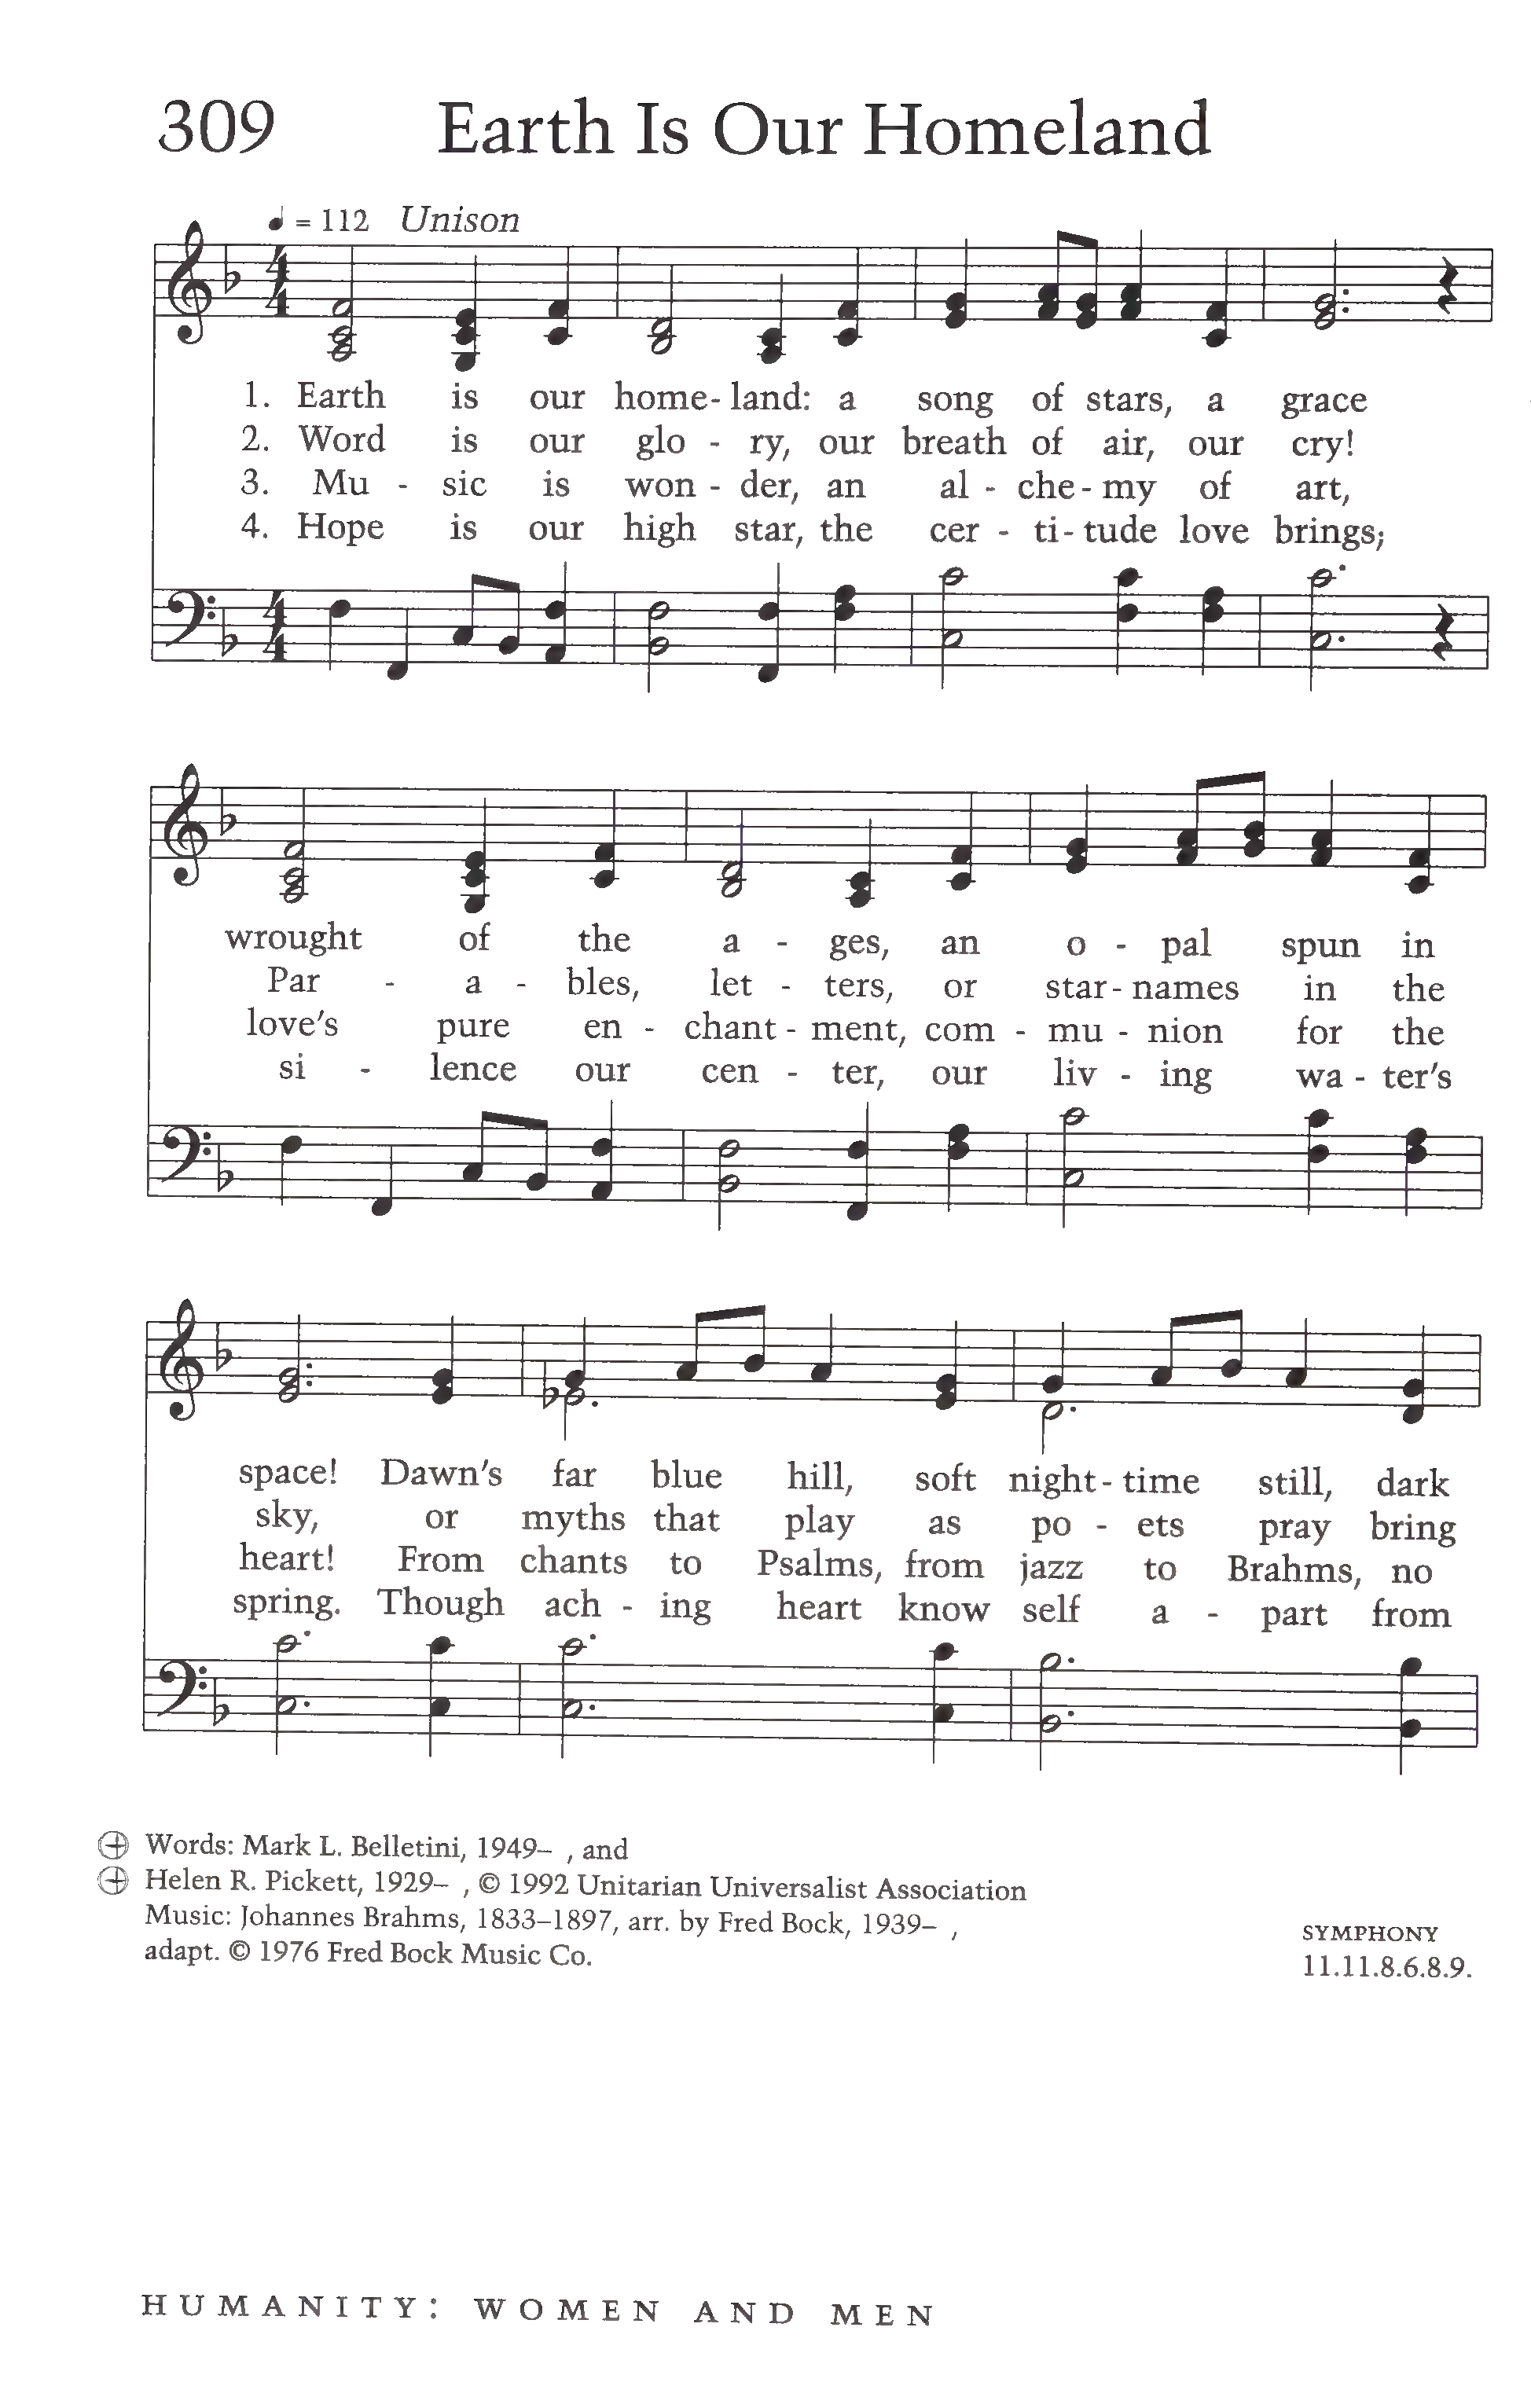 309 Earth Is Our Homeland
♩ = 112 Unison
1. Earth is our home- land: a song of stars, a grace
2. Word is our glo - ry, our breath of air, our cry!
3. Mu - sic is won - der, an al - che - my of art,
4. Hope is our high star, the cer - ti - tude love brings;
wrought of the a - ges, an o - pal spun in
Par - a - bles, let - ters, or star - names in the
love's pure en - chant - ment, com - mu - nion for the
si - lence our cen - ter, our liv - ing wa - ter's
space! Dawn's far blue hill, soft night - time still, dark
sky, or myths that play as po - ets pray bring
heart! From chants to Psalms, from jazz to Brahms, no
spring. Though ach - ing heart know self a - part from
Words: Mark L. Belletini, 1949– , and
Helen R. Pickett, 1929– , © 1992 Unitarian Universalist Association
Music: Johannes Brahms, 1833–1897, arr. by Fred Bock, 1939– ,
adapt. © 1976 Fred Bock Music Co.
SYMPHONY
11.11.8.6.8.9.
HUMANITY: WOMEN AND MEN